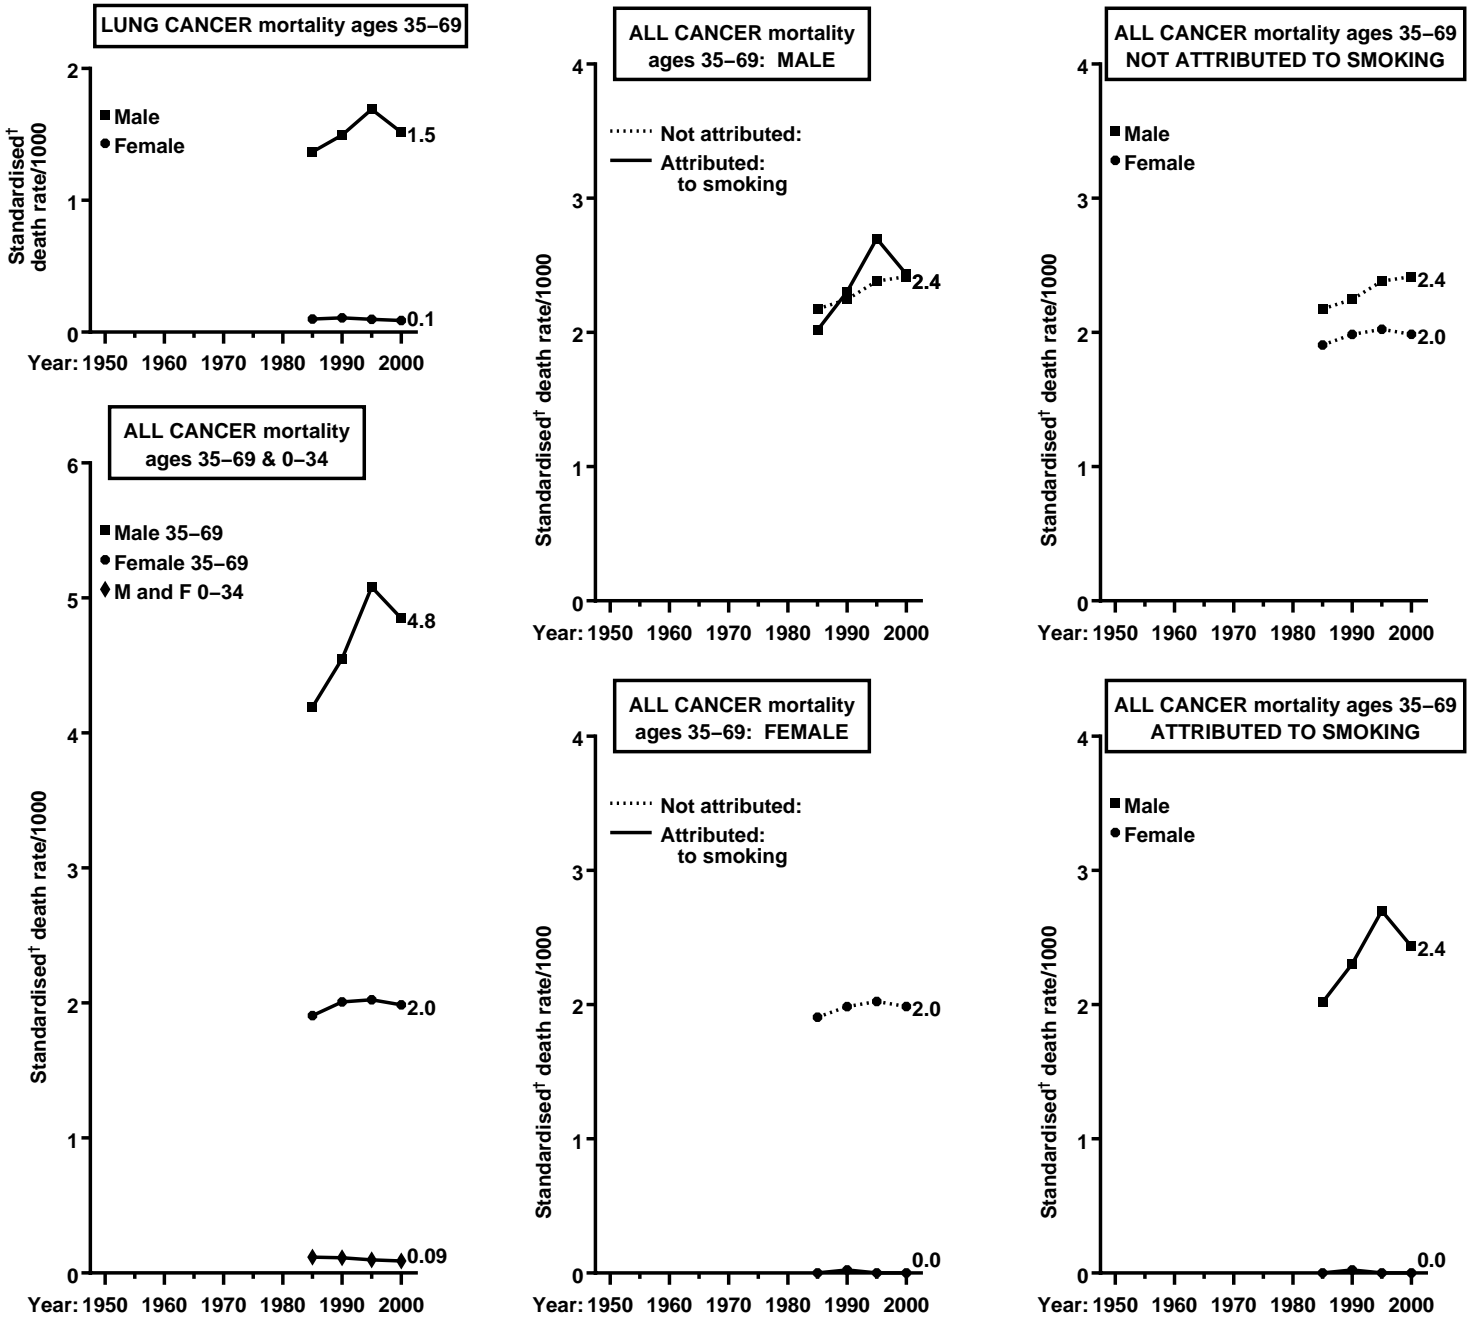 LUNG CANCER mortality ages 35–69
2
Male
Female
1.5
Standardised†
death rate/1000
1
0.1
0
Year: 1950 1960 1970 1980 1990 2000
ALL CANCER mortality
ages 35–69 & 0–34
6
Male 35–69
Female 35–69
M and F 0–34
5
4.8
4
Standardised† death rate/1000
3
2
2.0
1
0.09
0
Year: 1950 1960 1970 1980 1990 2000
ALL CANCER mortality
ages 35–69: MALE
4
Not attributed:
Attributed:
to smoking
3
2.4
Standardised† death rate/1000
2
1
0
Year: 1950 1960 1970 1980 1990 2000
ALL CANCER mortality
ages 35–69: FEMALE
4
Not attributed:
Attributed:
to smoking
3
Standardised† death rate/1000
2
2.0
1
0.0
0
Year: 1950 1960 1970 1980 1990 2000
ALL CANCER mortality ages 35–69
NOT ATTRIBUTED TO SMOKING
4
Male
Female
3
2.4
Standardised† death rate/1000
2
2.0
1
0
Year: 1950 1960 1970 1980 1990 2000
ALL CANCER mortality ages 35–69
ATTRIBUTED TO SMOKING
4
Male
Female
3
2.4
Standardised† death rate/1000
2
1
0.0
0
Year: 1950 1960 1970 1980 1990 2000